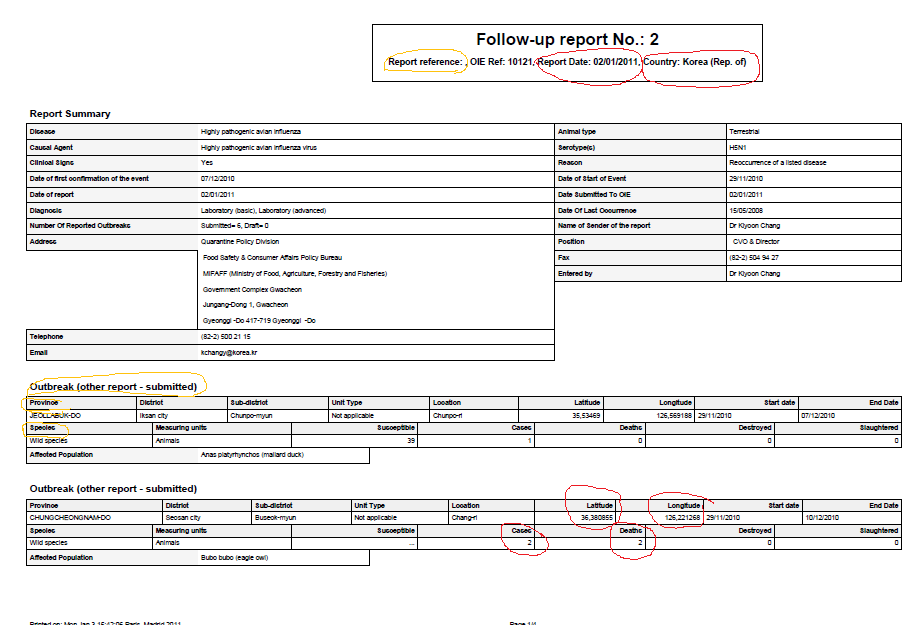 Follow-up report No.: 2
Report reference: , OIE Ref: 10121, Report Date: 02/01/2011, Country: Korea (Rep. of)
Report Summary
Disease Highly pathogenic avian influenza Animal type Terrestrial
Causal Agent Highly pathogenic avian influenza virus Serotype(s) H5N1
Clinical Signs Yes Reason Reoccurrence of a listed disease
Date of first confirmation of the event 07/12/2010 Date of Start of Event 29/11/2010
Date of report 02/01/2011 Date Submitted To OIE 02/01/2011
Diagnosis Laboratory (basic), Laboratory (advanced) Date Of Last Occurrence 15/05/2008
Number Of Reported Outbreaks Submitted= 6, Draft= 0 Name of Sender of the report Dr Kiyoon Chang
Address Quarantine Policy Division Position CVO & Director
Food Safety & Consumer Affairs Policy Bureau Fax (82-2) 504 94 27
MIFAFF (Ministry of Food, Agriculture, Forestry and Fisheries) Entered by Dr Kiyoon Chang
Government Complex Gwacheon
Jungang-Dong 1, Gwacheon
Gyeonggi -Do 417-719 Gyeonggi -Do
Telephone (82-2) 500 21 15
Email kchangy@korea.kr
Outbreak (other report - submitted)
Province District Sub-district Unit Type Location Latitude Longitude Start date End Date
JEOLLABUK-DO Iksan city Chunpo-myun Not applicable Chunpo-ri 35,53469 126,569188 29/11/2010 07/12/2010
Species Measuring units Susceptible Cases Deaths Destroyed Slaughtered
Wild species Animals 39 1 0 0 0
Affected Population Anas platyrhynchos (mallard duck)
Outbreak (other report - submitted)
Province District Sub-district Unit Type Location Latitude Longitude Start date End Date
CHUNGCHEONGNAM-DO Seosan city Buseok-myun Not applicable Chang-ri 36,380855 126,221268 29/11/2010 10/12/2010
Species Measuring units Susceptible Cases Deaths Destroyed Slaughtered
Wild species Animals ... 2 2 0 0
Affected Population Bubo bubo (eagle owl)
Printed on: Mon Jan 3 15:42:06 Paris, Madrid 2011 Page 1/4